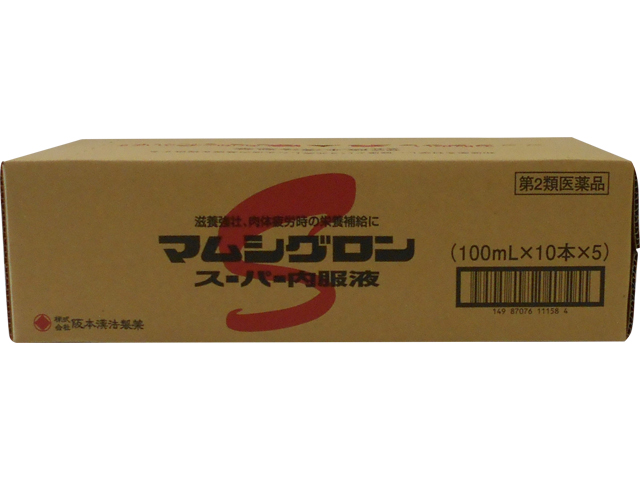 第2類医薬品
滋養強壮、肉体疲労時の栄養補給に
マムシグロン
S
スーパー内服液
(100mL×10本×5)
149 87076 11158 4
株式会社 阪本漢法製薬